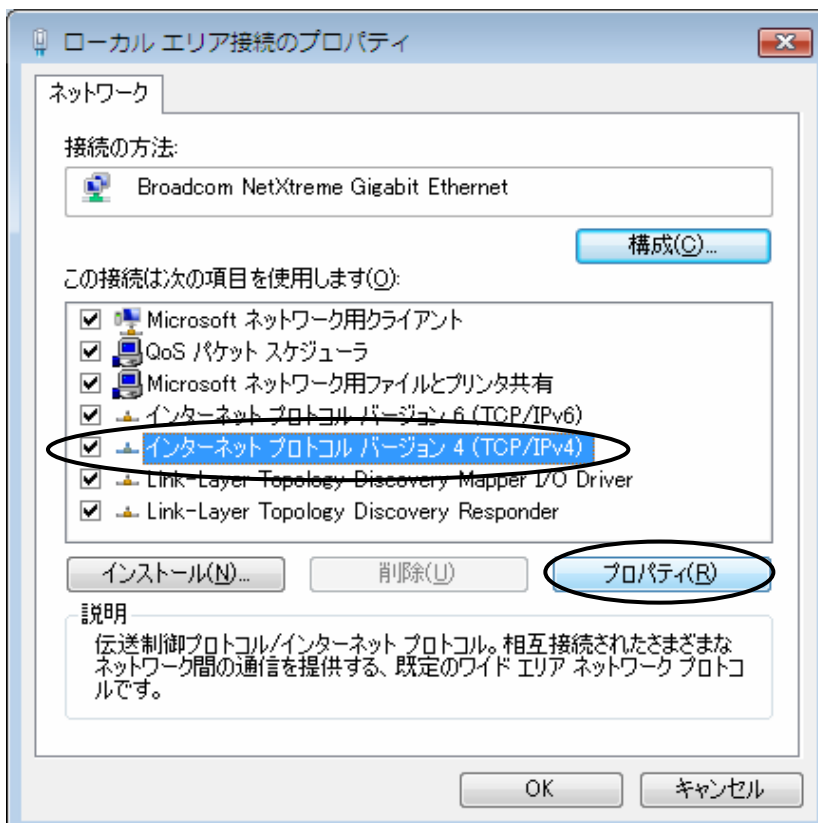 ローカル エリア接続のプロパティ
ネットワーク
接続の方法:
Broadcom NetXtreme Gigabit Ethernet
構成(C)...
この接続は次の項目を使用します(O):
Microsoft ネットワーク用クライアント
QoS パケット スケジューラ
Microsoft ネットワーク用ファイルとプリンタ共有
インターネット プロトコル バージョン 6 (TCP/IPv6)
インターネット プロトコル バージョン 4 (TCP/IPv4)
Link-Layer Topology Discovery Mapper I/O Driver
Link-Layer Topology Discovery Responder
インストール(N)... 削除(U) プロパティ(R)
説明
伝送制御プロトコル/インターネット プロトコル。相互接続されたさまざまな
ネットワーク間の通信を提供する、既定のワイド エリア ネットワーク プロトコ
ルです。
OK キャンセル